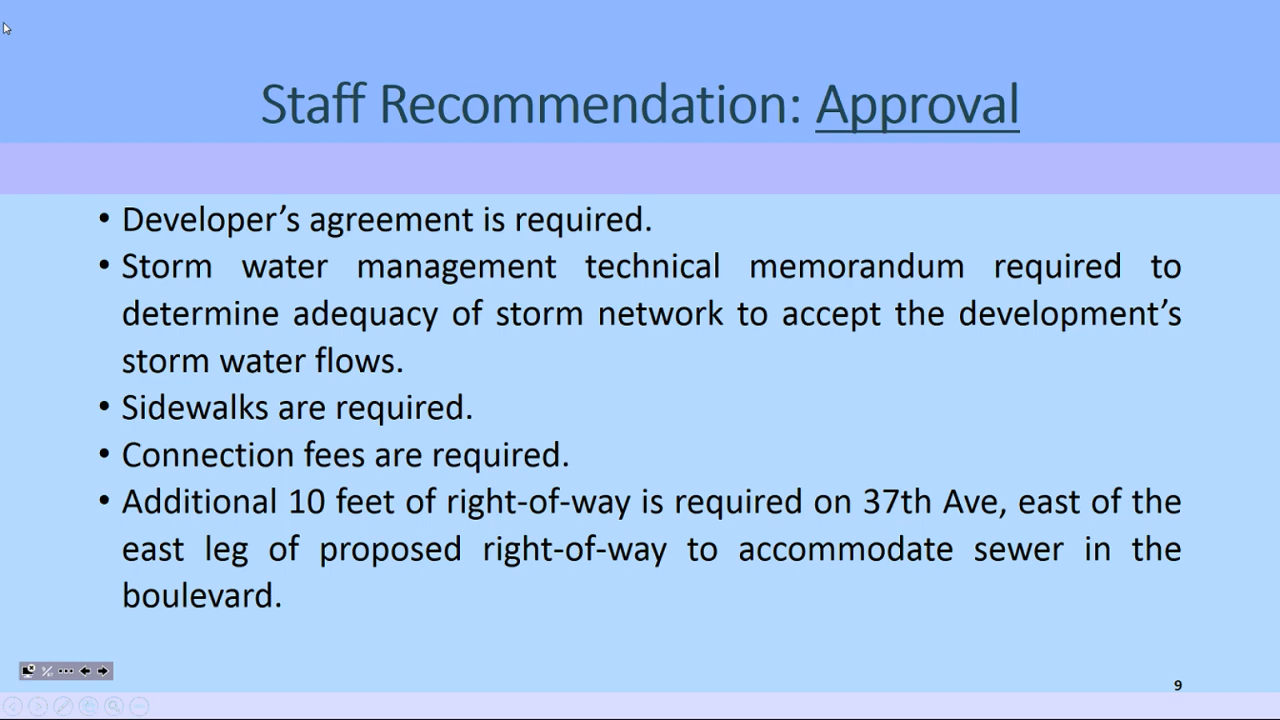 Staff Recommendation: Approval
• Developer’s agreement is required.
• Storm water management technical memorandum required to
determine adequacy of storm network to accept the development’s
storm water flows.
• Sidewalks are required.
• Connection fees are required.
• Additional 10 feet of right-of-way is required on 37th Ave, east of the
east leg of proposed right-of-way to accommodate sewer in the
boulevard.
9